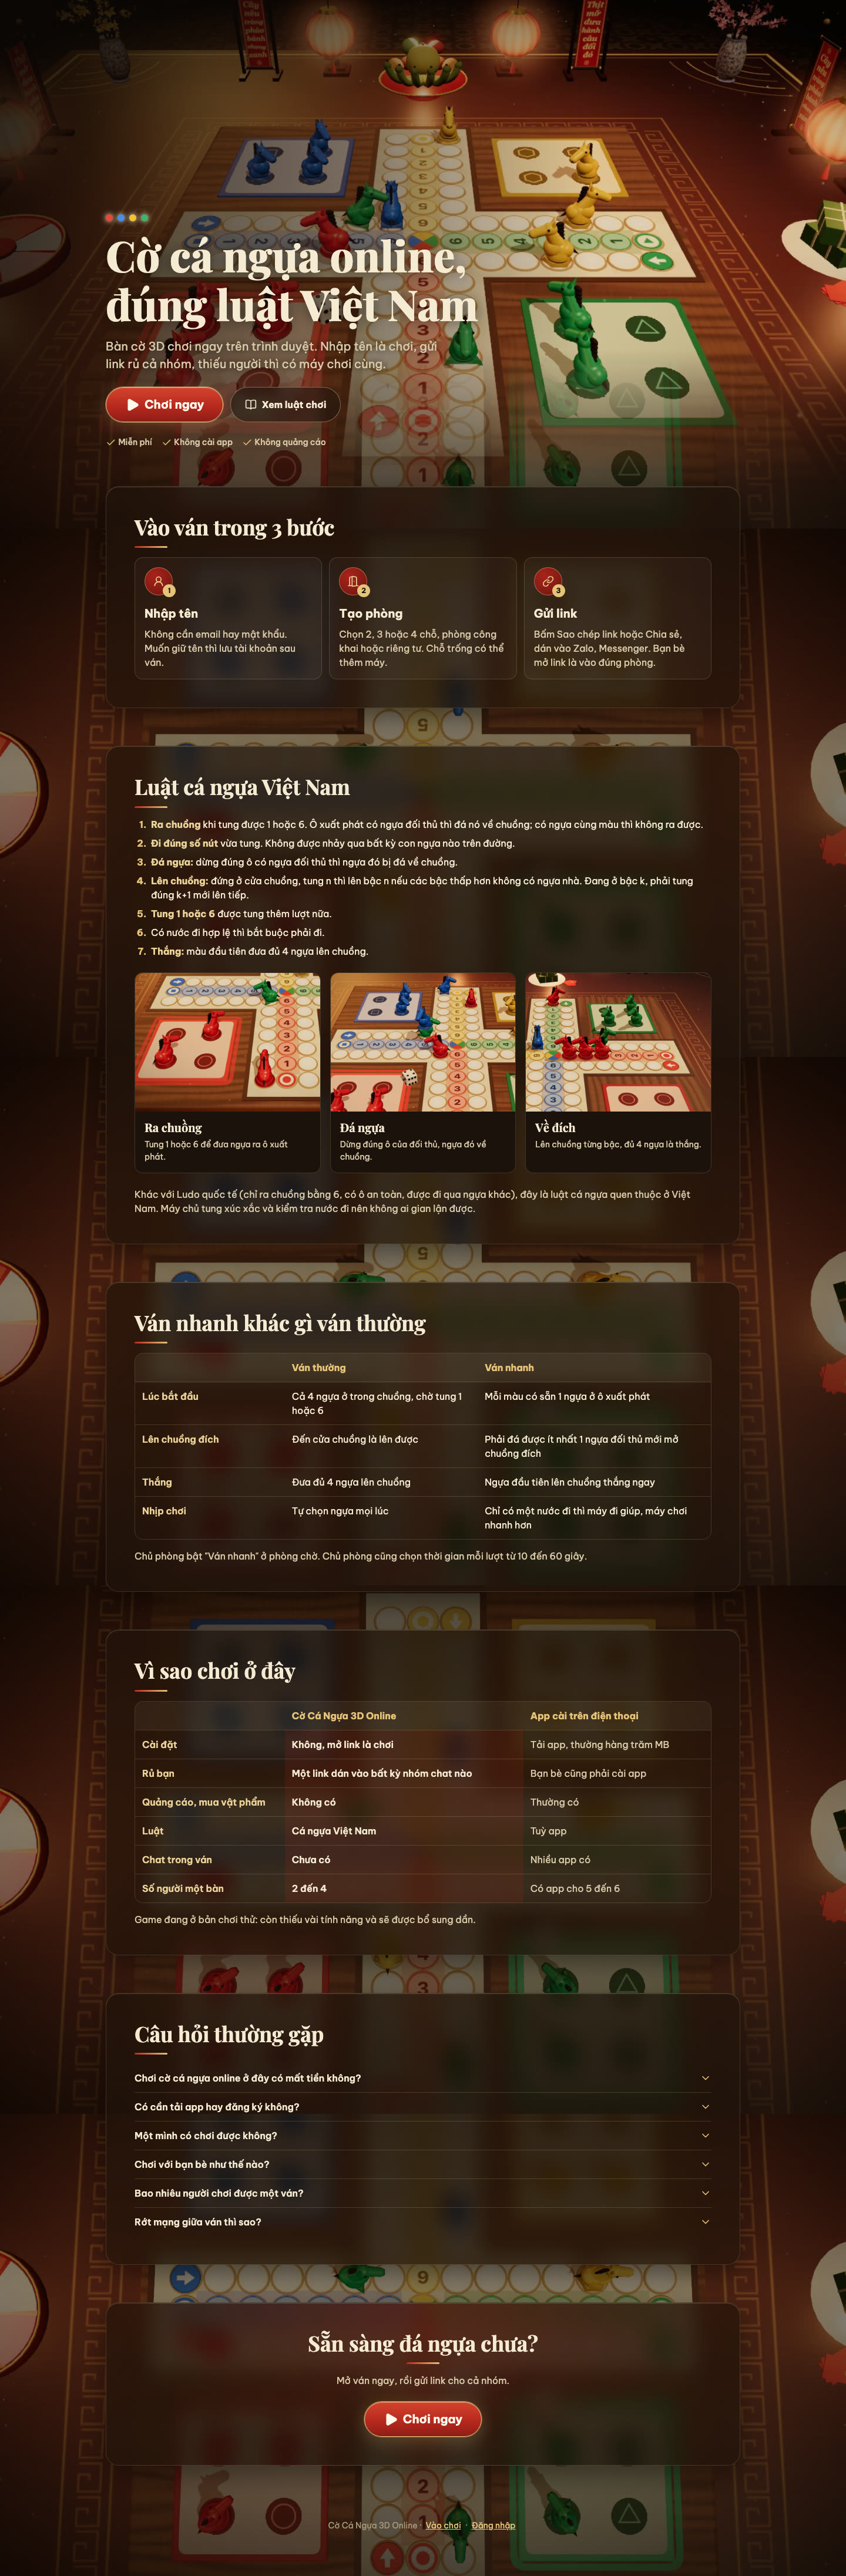 Cờ cá ngựa online,
đúng luật Việt Nam
Bàn cờ 3D chơi ngay trên trình duyệt. Nhập tên là chơi, gửi
link rủ cả nhóm, thiếu người thì có máy chơi cùng.
Chơi ngay
Xem luật chơi
Miễn phí
Không cài app
Không quảng cáo
Vào ván trong 3 bước
1
Nhập tên
Không cần email hay mật khẩu.
Muốn giữ tên thì lưu tài khoản sau
ván.
2
Tạo phòng
Chọn 2, 3 hoặc 4 chỗ, phòng công
khai hoặc riêng tư. Chỗ trống có thể
thêm máy.
3
Gửi link
Bấm Sao chép link hoặc Chia sẻ,
dán vào Zalo, Messenger. Bạn bè
mở link là vào đúng phòng.
Luật cá ngựa Việt Nam
1. Ra chuồng khi tung được 1 hoặc 6. Ô xuất phát có ngựa đối thủ thì đá nó về chuồng; có ngựa cùng màu thì không ra được.
2. Đi đúng số nút vừa tung. Không được nhảy qua bất kỳ con ngựa nào trên đường.
3. Đá ngựa: dừng đúng ô có ngựa đối thủ thì ngựa đó bị đá về chuồng.
4. Lên chuồng: đứng ở cửa chuồng, tung n thì lên bậc n nếu các bậc thấp hơn không có ngựa nhà. Đang ở bậc k, phải tung
đúng k+1 mới lên tiếp.
5. Tung 1 hoặc 6 được tung thêm lượt nữa.
6. Có nước đi hợp lệ thì bắt buộc phải đi.
7. Thắng: màu đầu tiên đưa đủ 4 ngựa lên chuồng.
Ra chuồng
Tung 1 hoặc 6 để đưa ngựa ra ô xuất
phát.
Đá ngựa
Dừng đúng ô của đối thủ, ngựa đó về
chuồng.
Về đích
Lên chuồng từng bậc, đủ 4 ngựa là thắng.
Khác với Ludo quốc tế (chỉ ra chuồng bằng 6, có ô an toàn, được đi qua ngựa khác), đây là luật cá ngựa quen thuộc ở Việt
Nam. Máy chủ tung xúc xắc và kiểm tra nước đi nên không ai gian lận được.
Ván nhanh khác gì ván thường
Ván thường
Ván nhanh
Lúc bắt đầu
Cả 4 ngựa ở trong chuồng, chờ tung 1
hoặc 6
Mỗi màu có sẵn 1 ngựa ở ô xuất phát
Lên chuồng đích
Đến cửa chuồng là lên được
Phải đá được ít nhất 1 ngựa đối thủ mới mở
chuồng đích
Thắng
Đưa đủ 4 ngựa lên chuồng
Ngựa đầu tiên lên chuồng thắng ngay
Nhịp chơi
Tự chọn ngựa mọi lúc
Chỉ có một nước đi thì máy đi giúp, máy chơi
nhanh hơn
Chủ phòng bật "Ván nhanh" ở phòng chờ. Chủ phòng cũng chọn thời gian mỗi lượt từ 10 đến 60 giây.
Vì sao chơi ở đây
Cờ Cá Ngựa 3D Online
App cài trên điện thoại
Cài đặt
Không, mở link là chơi
Tải app, thường hàng trăm MB
Rủ bạn
Một link dán vào bất kỳ nhóm chat nào
Bạn bè cũng phải cài app
Quảng cáo, mua vật phẩm
Không có
Thường có
Luật
Cá ngựa Việt Nam
Tuỳ app
Chat trong ván
Chưa có
Nhiều app có
Số người một bàn
2 đến 4
Có app cho 5 đến 6
Game đang ở bản chơi thử: còn thiếu vài tính năng và sẽ được bổ sung dần.
Câu hỏi thường gặp
Chơi cờ cá ngựa online ở đây có mất tiền không?
Có cần tải app hay đăng ký không?
Một mình có chơi được không?
Chơi với bạn bè như thế nào?
Bao nhiêu người chơi được một ván?
Rớt mạng giữa ván thì sao?
Sẵn sàng đá ngựa chưa?
Mở ván ngay, rồi gửi link cho cả nhóm.
Chơi ngay
Cờ Cá Ngựa 3D Online · Vào chơi · Đăng nhập